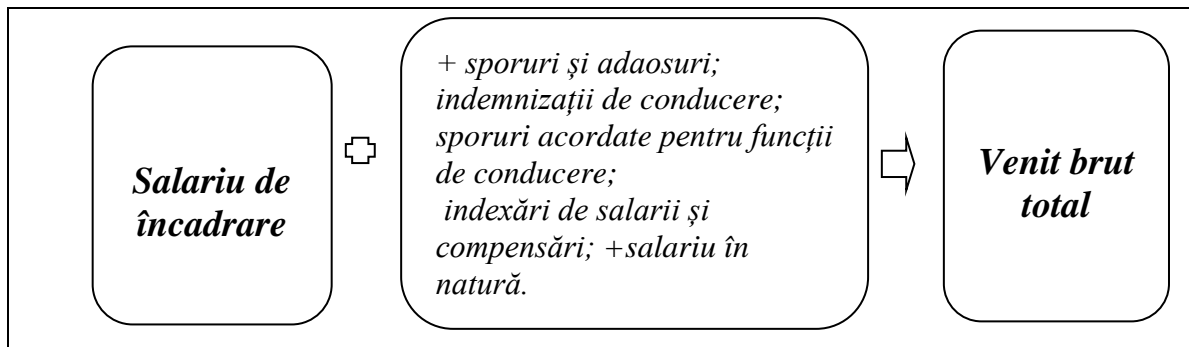 Salariu de
încadrare
+ sporuri și adaosuri;
indemnizații de conducere;
sporuri acordate pentru funcții
de conducere;
indexări de salarii și
compensări; +salariu în
natură.
Venit brut
total